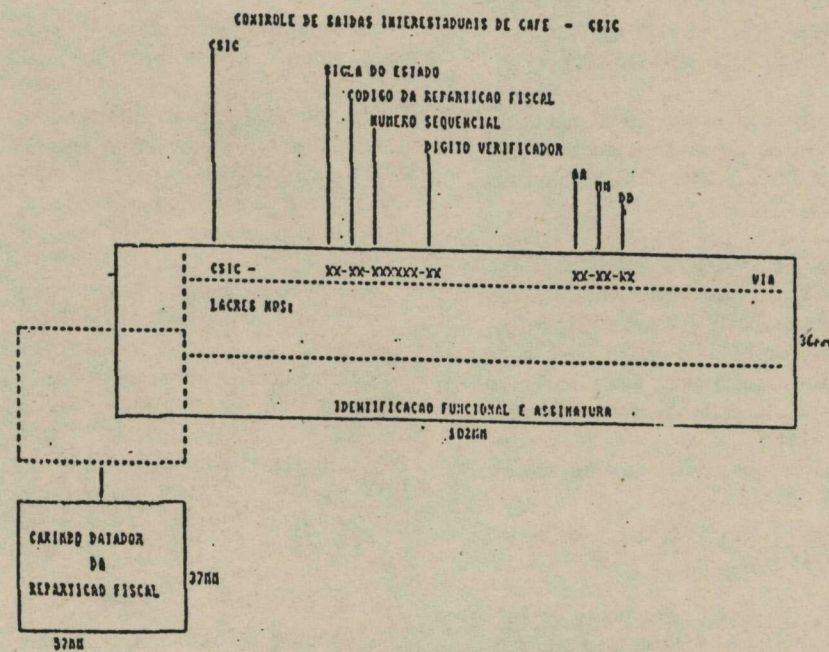 CONTROLE DE SAIDAS INTERESTADUAIS DE CAFE - CSIC
CSIC
SIGLA DO ESTADO
CODIGO DA REPARTICAO FISCAL
NUMERO SEQUENCIAL
DIGITO VERIFICADOR
AA
MM
DD
CSIC - XX-XX-XXXXXX-XX XX-XX-XX VIA
LACRES NPS:
36mm
IDENTIFICACAO FUNCIONAL E ASSINATURA
102MM
CARIMBO DATADOR
DA
REPARTICAO FISCAL
37MM
37MM